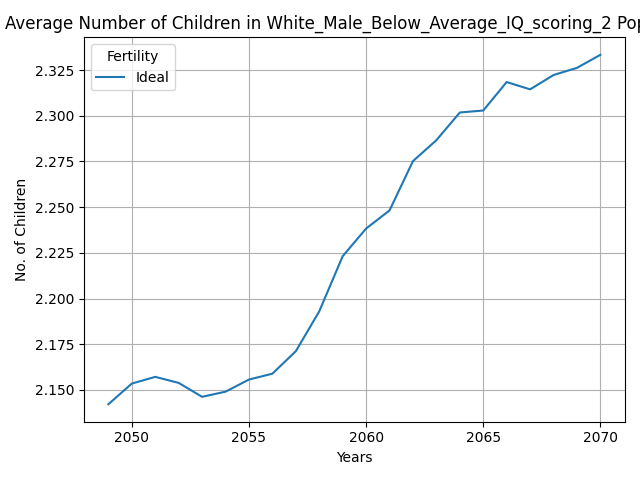 Average Number of Children in White_Male_Below_Average_IQ_scoring_2 Pop
Fertility
Ideal
2.325
2.300
2.275
2.250
2.225
2.200
2.175
2.150
No. of Children
2050 2055 2060 2065 2070
Years